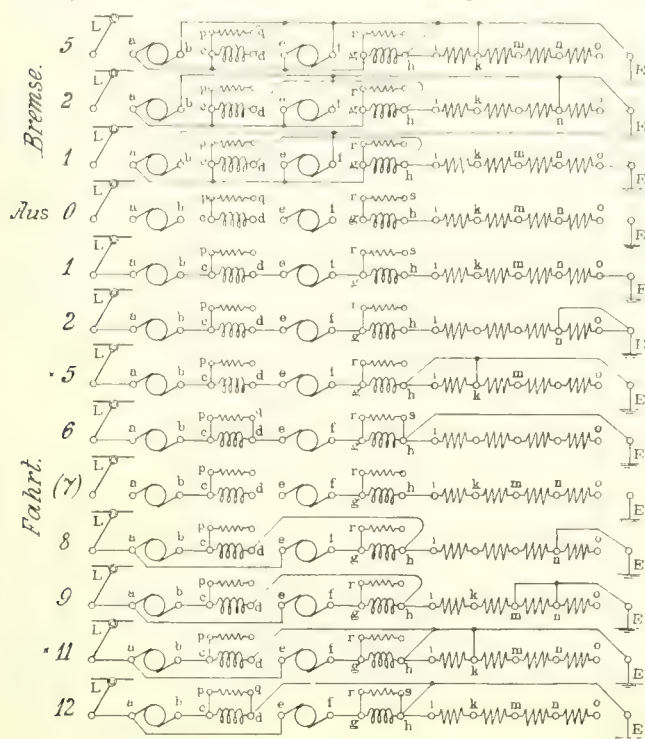 L p q r
5 a b c d e f g h i k m n o E
L
2 b c d f g h i k m n E
L r
1 a b c d e f g h i k m n o E
L p q r s
Aus 0 a b c d e f g h i k m n o E
L p r s
1 a b c d e f g h i k m n o E
L p r
2 a b c d e f g h i k m n o E
L p r
5 a b c d e f g h i k m n o E
L p q r s
6 a b c d e f g h i k m n o E
L p r
(7) a b c d e f g h i k m n o E
L p r
8 a b c d e f g h i k m n o E
L p r
9 a b c d e f g h i k m n o E
L p r
11 a b c d e f g h i k m n o E
L p q r s
12 a b c d e f g h i k m n o E
Bremse.
Fahrt.